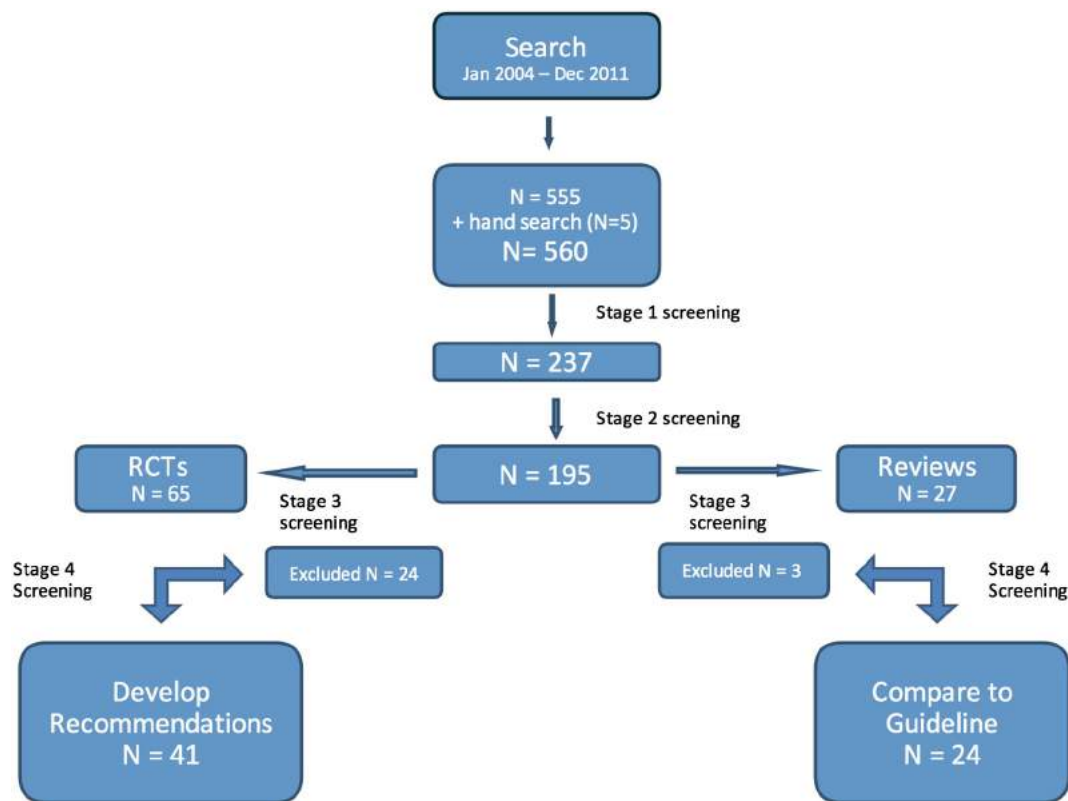 Search
Jan 2004 – Dec 2011
N = 555
+ hand search (N=5)
N= 560
Stage 1 screening
N = 237
Stage 2 screening
RCTs
N = 65
N = 195
Reviews
N = 27
Stage 3
screening
Stage 3
screening
Stage 4
Screening
Excluded N = 24
Excluded N = 3
Stage 4
Screening
Develop
Recommendations
N = 41
Compare to
Guideline
N = 24